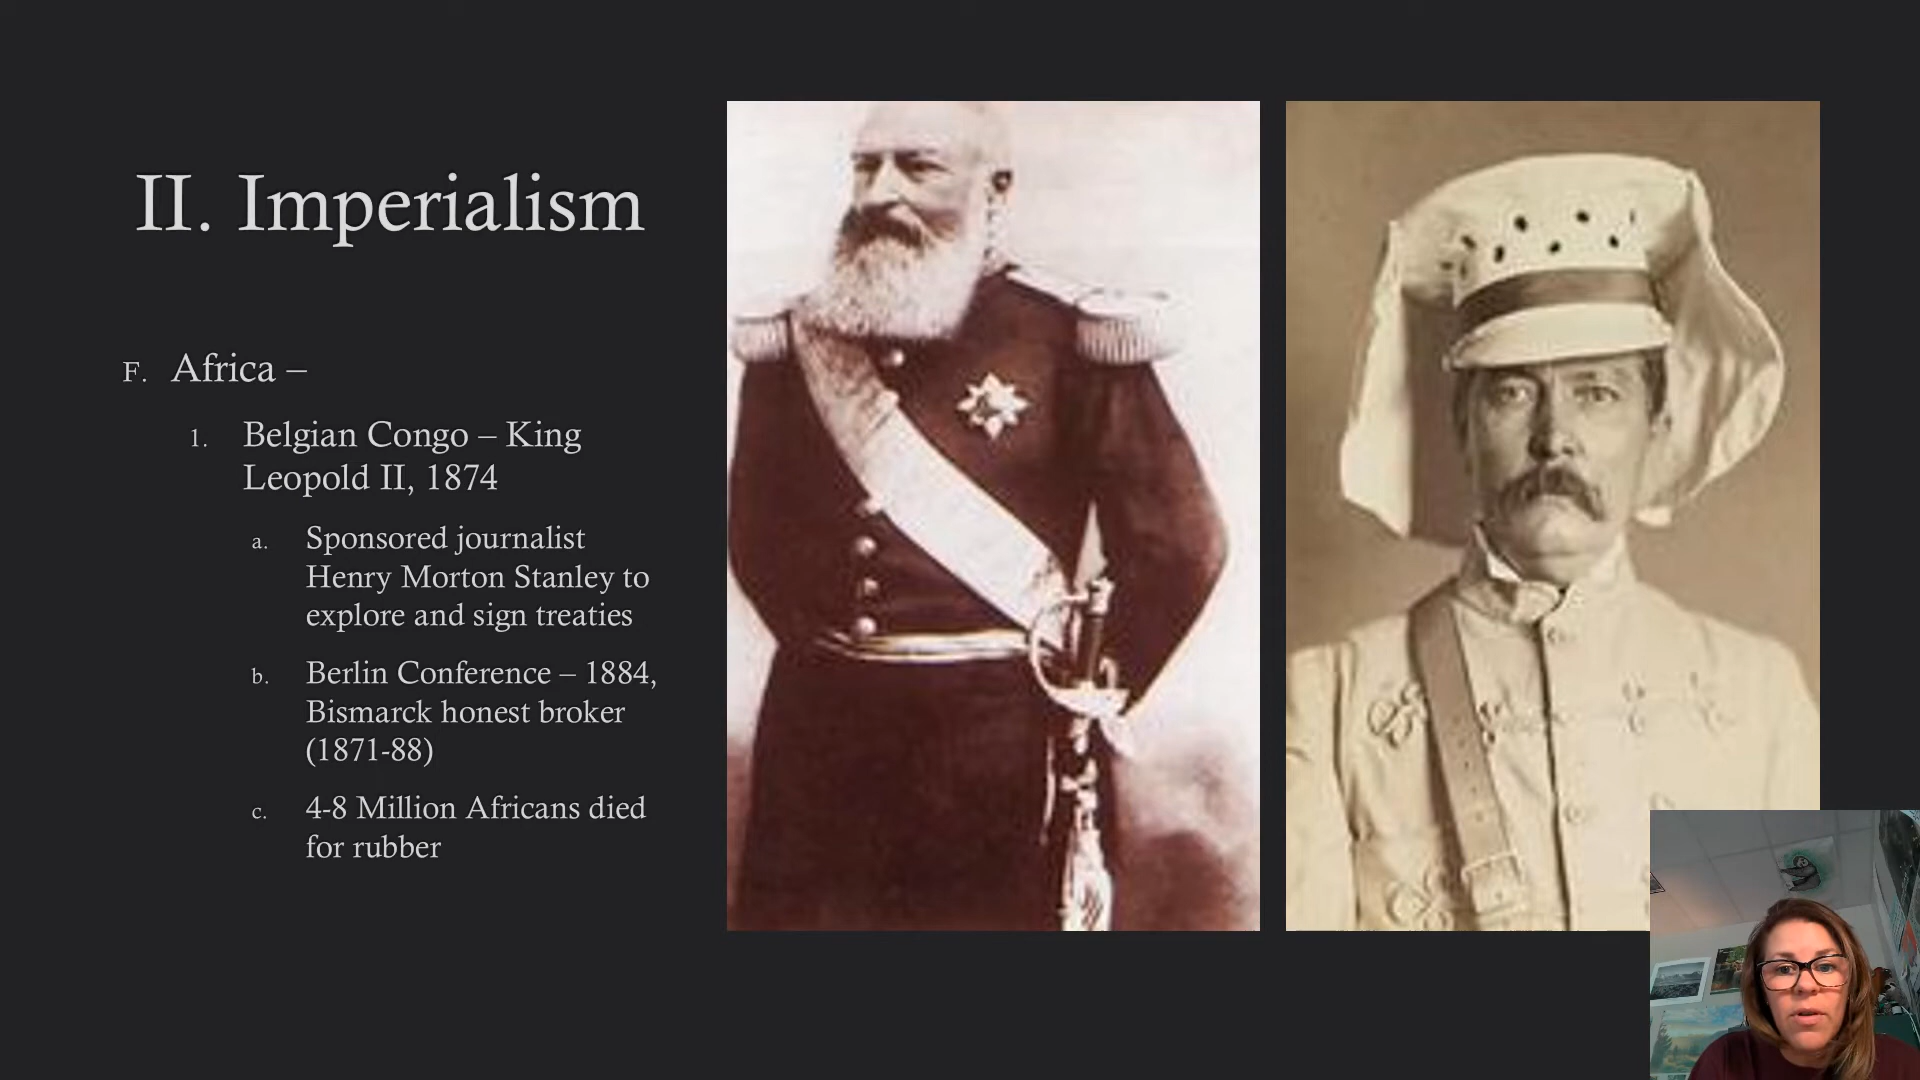 II. Imperialism
F. Africa –
1. Belgian Congo – King
Leopold II, 1874
a. Sponsored journalist
Henry Morton Stanley to
explore and sign treaties
b. Berlin Conference – 1884,
Bismarck honest broker
(1871-88)
c. 4-8 Million Africans died
for rubber